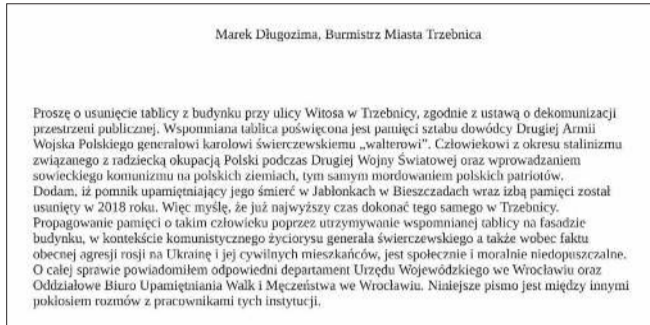 Marek Długozima, Burmistrz Miasta Trzebnica
Proszę o usunięcie tablicy z budynku przy ulicy Witosa w Trzebnicy, zgodnie z ustawą o dekomunizacji
przestrzeni publicznej. Wspomniana tablica poświęcona jest pamięci sztabu dowódcy Drugiej Armii
Wojska Polskiego generałowi karolowi świerczewskiemu „walterowi”. Człowiekowi z okresu stalinizmu
związanego z radziecką okupacją Polski podczas Drugiej Wojny Światowej oraz wprowadzaniem
sowieckiego komunizmu na polskich ziemiach, tym samym mordowaniem polskich patriotów.
Dodam, iż pomnik upamiętniający jego śmierć w Jabłonkach w Bieszczadach wraz izbą pamięci został
usunięty w 2018 roku. Więc myślę, że już najwyższy czas dokonać tego samego w Trzebnicy.
Propagowanie pamięci o takim człowieku poprzez utrzymywanie wspomnianej tablicy na fasadzie
budynku, w kontekście komunistycznego życiorysu generała świerczewskiego a także wobec faktu
obecnej agresji rosji na Ukrainę i jej cywilnych mieszkańców, jest społecznie i moralnie niedopuszczalne.
O całej sprawie powiadomiłem odpowiedni departament Urzędu Wojewódzkiego we Wrocławiu oraz
Oddziałowe Biuro Upamiętniania Walk i Męczeństwa we Wrocławiu. Niniejsze pismo jest między innymi
pokłosiem rozmów z pracownikami tych instytucji.